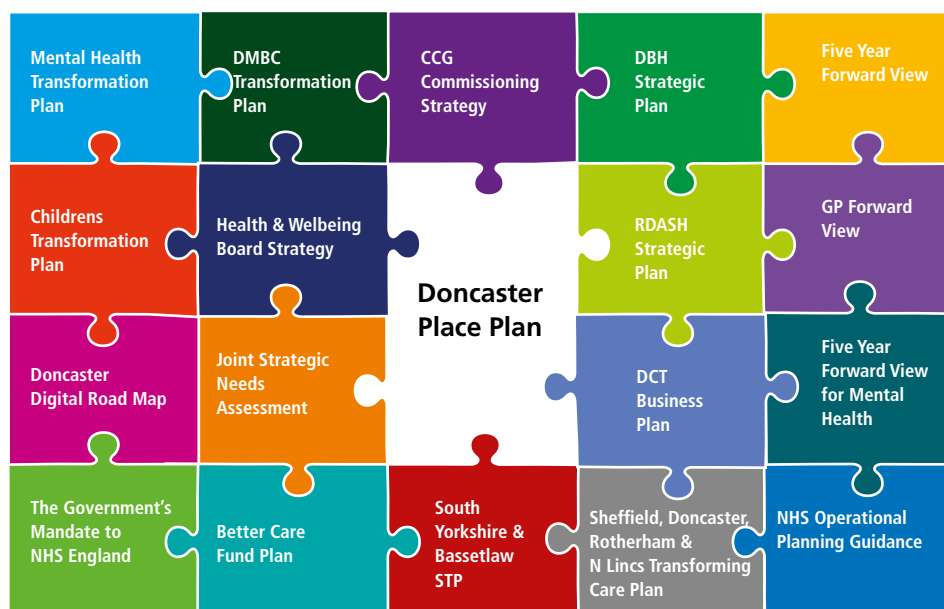 Mental Health
Transformation
Plan
DMBC
Transformation
Plan
CCG
Commissioning
Strategy
DBH
Strategic
Plan
Five Year
Forward View
Childrens
Transformation
Plan
Health & Welbeing
Board Strategy
Doncaster
Place Plan
RDASH
Strategic
Plan
GP Forward
View
Doncaster
Digital Road Map
Joint Strategic
Needs
Assessment
DCT
Business
Plan
Five Year
Forward View
for Mental
Health
The Government’s
Mandate to
NHS England
Better Care
Fund Plan
South
Yorkshire &
Bassetlaw
STP
Sheffield, Doncaster,
Rotherham &
N Lincs Transforming
Care Plan
NHS Operational
Planning Guidance